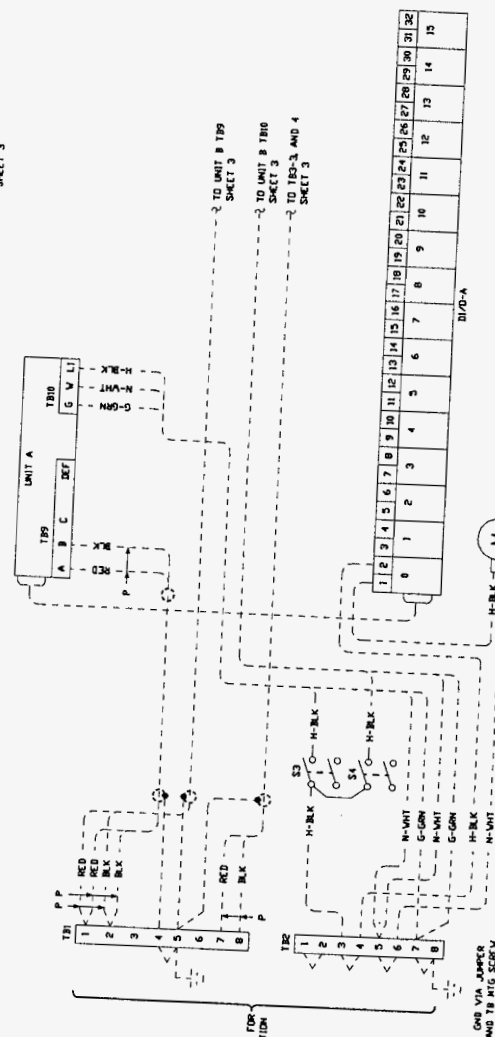 SHEET 3
TO UNIT B TB9
SHEET 3
TO UNIT B TB10
SHEET 3
TO TB3-3, AND 4
SHEET 3
UNIT A
TB9
TB10
A B C DEF
G W L1
RED
BLK
G-GRN
N-WHT
H-BLK
P
32
31
30
29
28
27
26
25
24
23
22
21
20
19
18
17
16
15
14
13
12
11
10
9
8
7
6
5
4
3
2
1
15
14
13
12
11
10
9
8
7
6
5
4
3
2
1
0
DI/O-A
H-BLK
S3
S4
H-BLK
H-BLK
H-BLK
P P
RED
RED
BLK
BLK
TB1
1
2
3
4
5
6
7
8
RED
BLK
P
TB2
1
2
3
4
5
6
7
8
N-WHT
G-GRN
N-WHT
G-GRN
H-BLK
N-WHT
FOR
GND VIA JUMPER
AND TB MTG SCREW